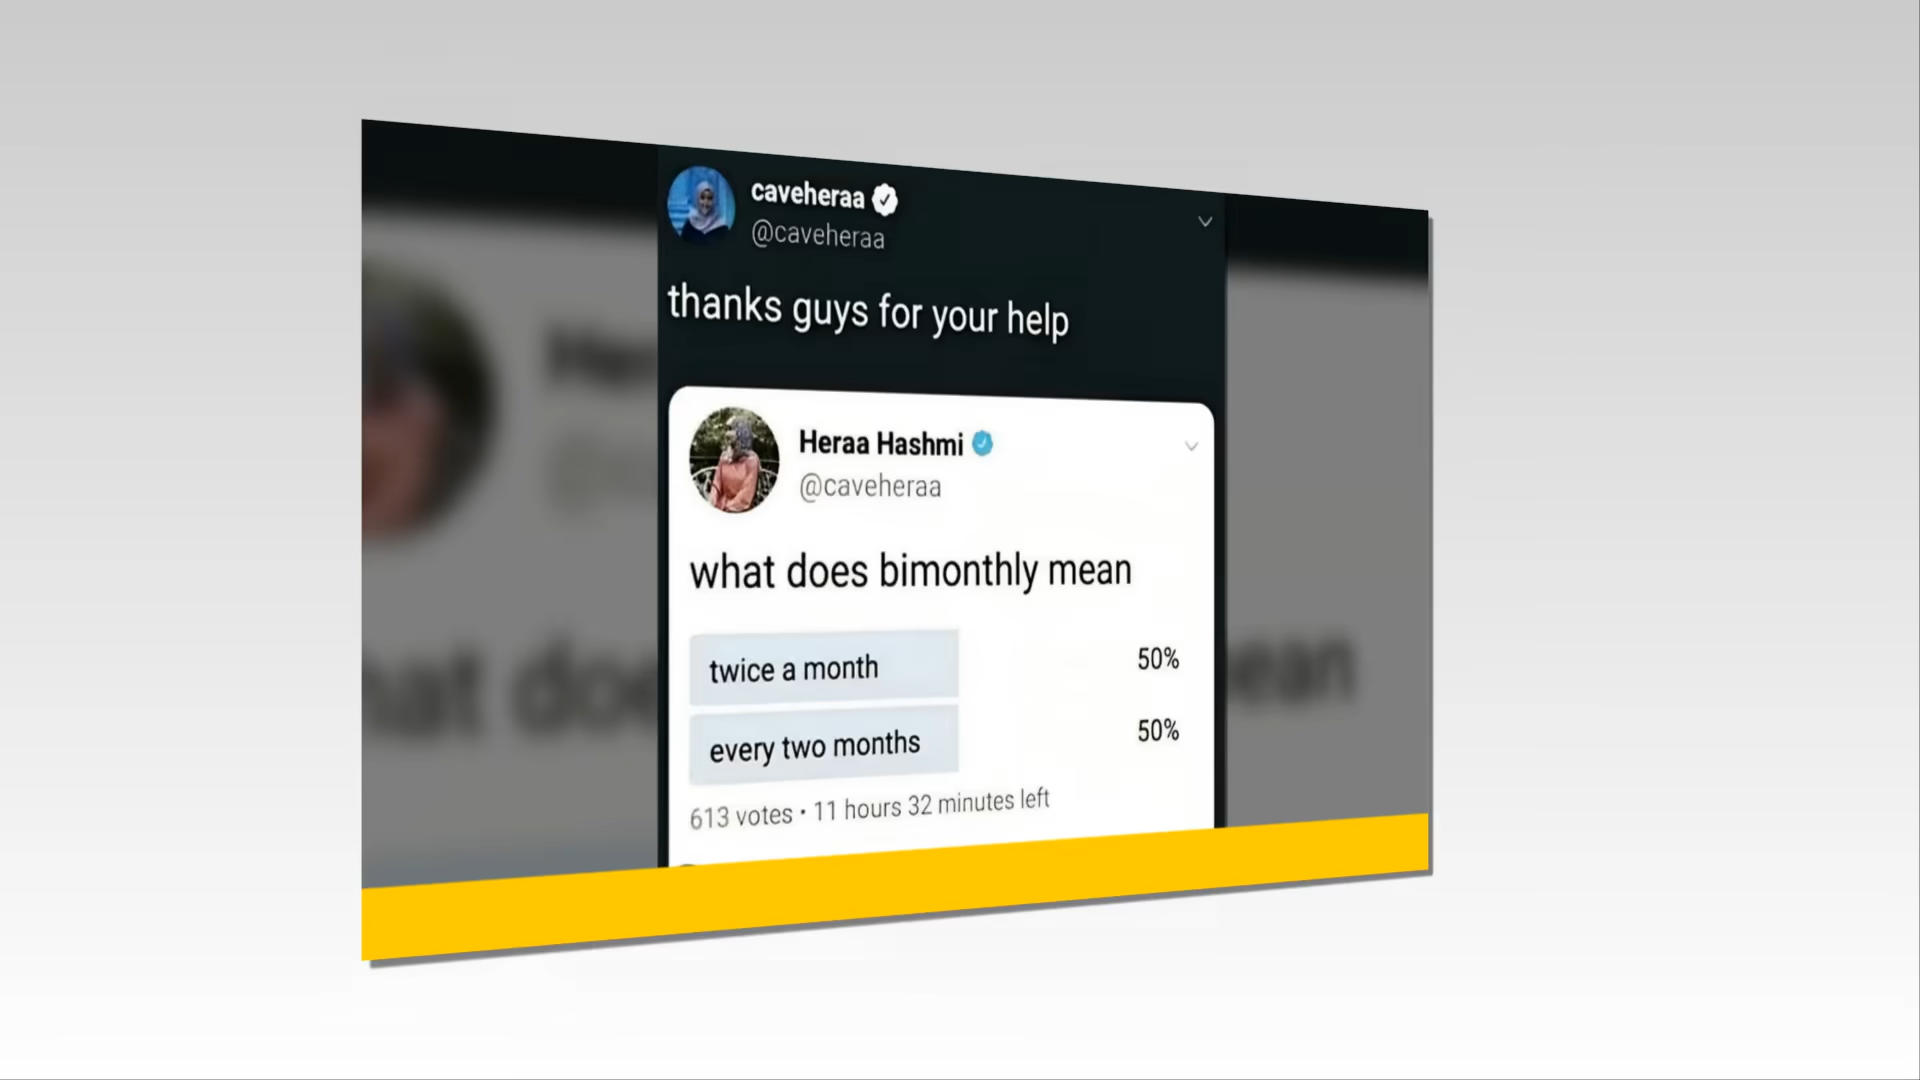 caveheraa
@caveheraa
thanks guys for your help
Heraa Hashmi
@caveheraa
what does bimonthly mean
twice a month 50%
every two months 50%
613 votes • 11 hours 32 minutes left